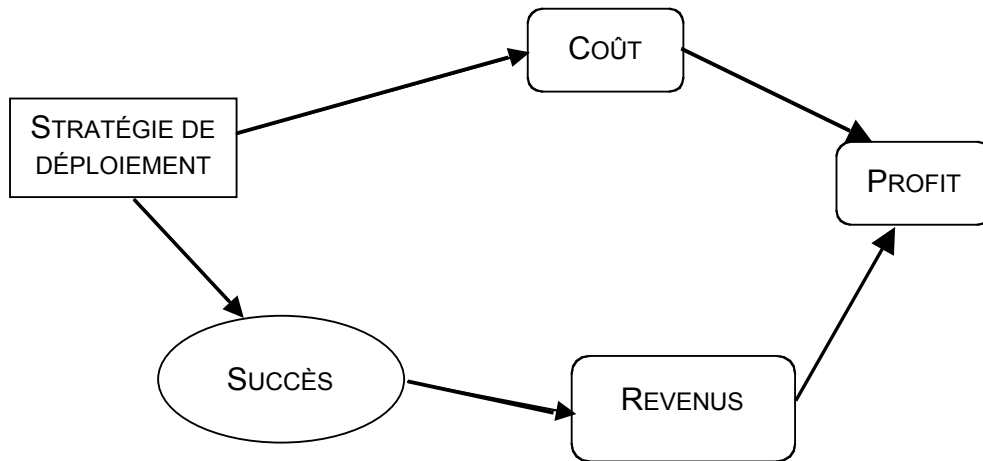 COÛT
STRATÉGIE DE
DÉPLOIEMENT
PROFIT
SUCCÈS
REVENUS